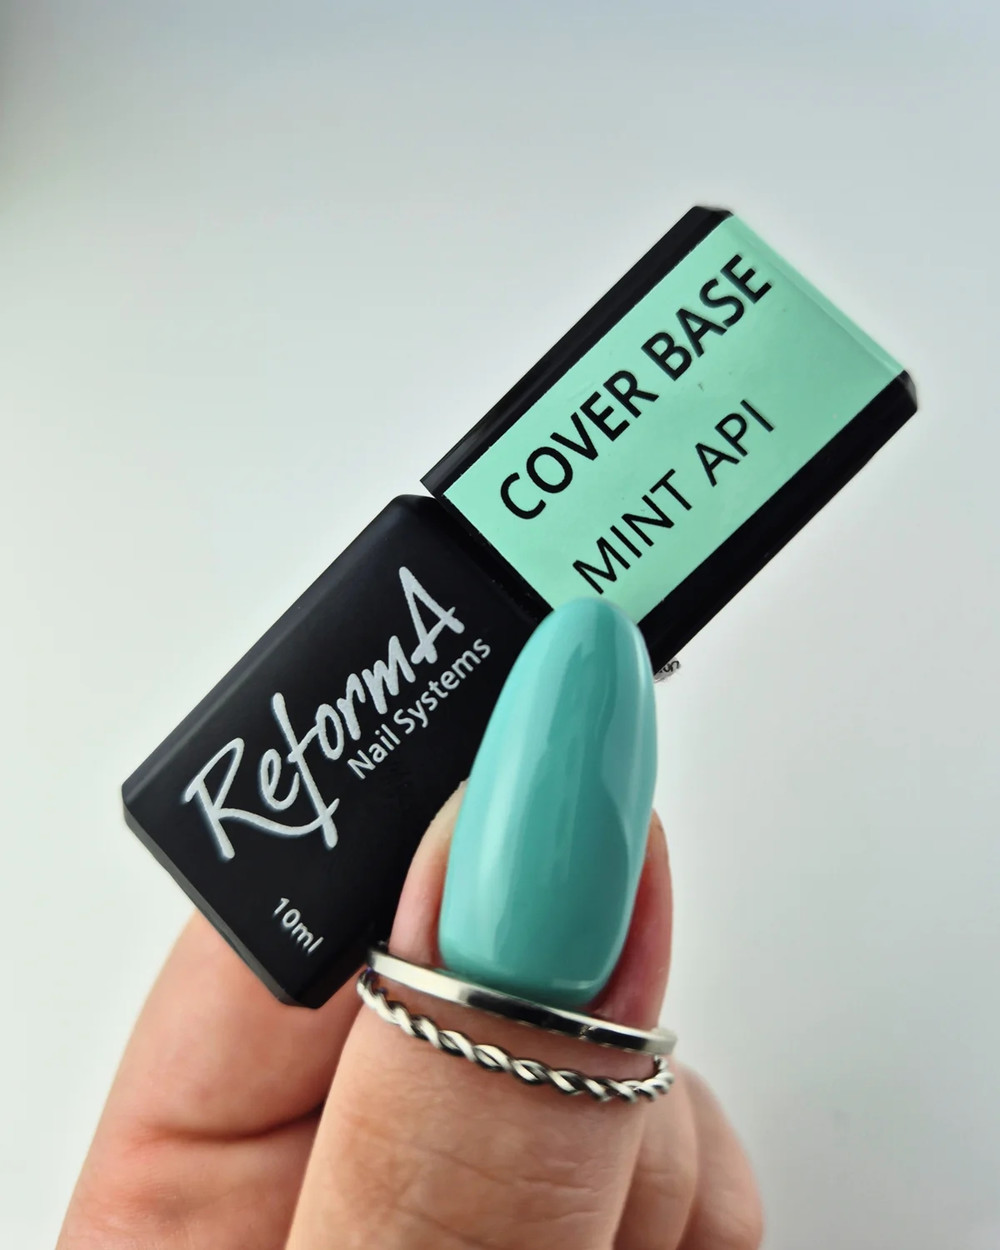 COVER BASE
MINT API
ReformA
Nail Systems
10ml